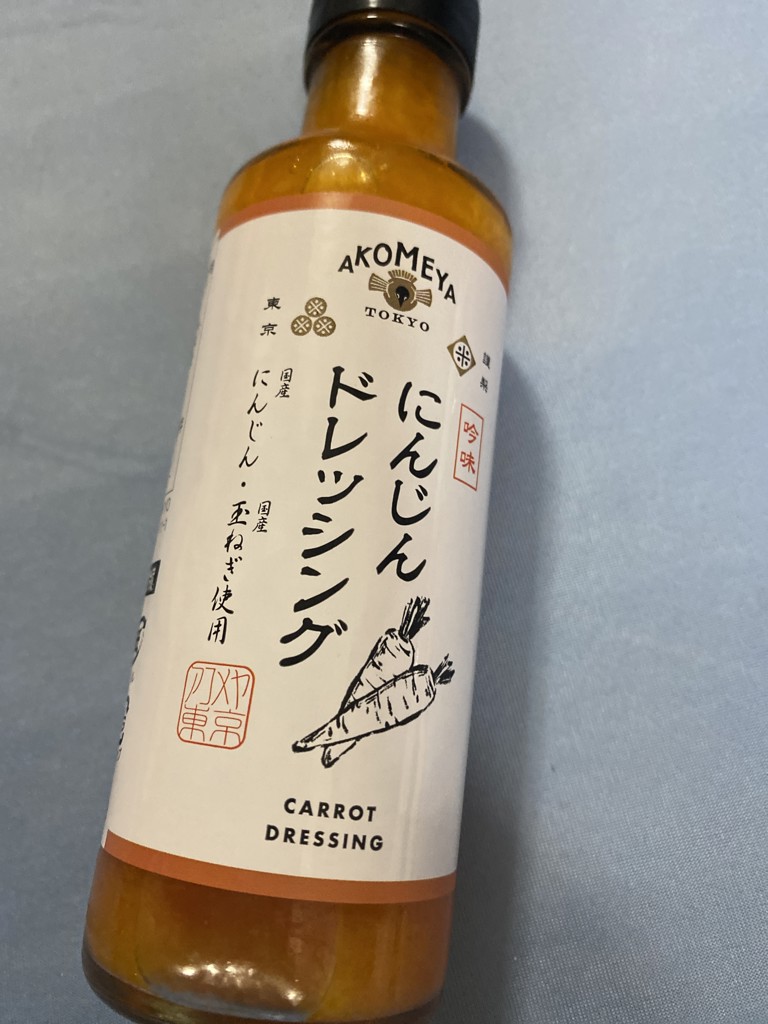 AKOMEYA
TOKYO
東京
謹製
吟味
にんじん
ドレッシング
国産
にんじん・
国産
玉ねぎ使用
CARROT
DRESSING